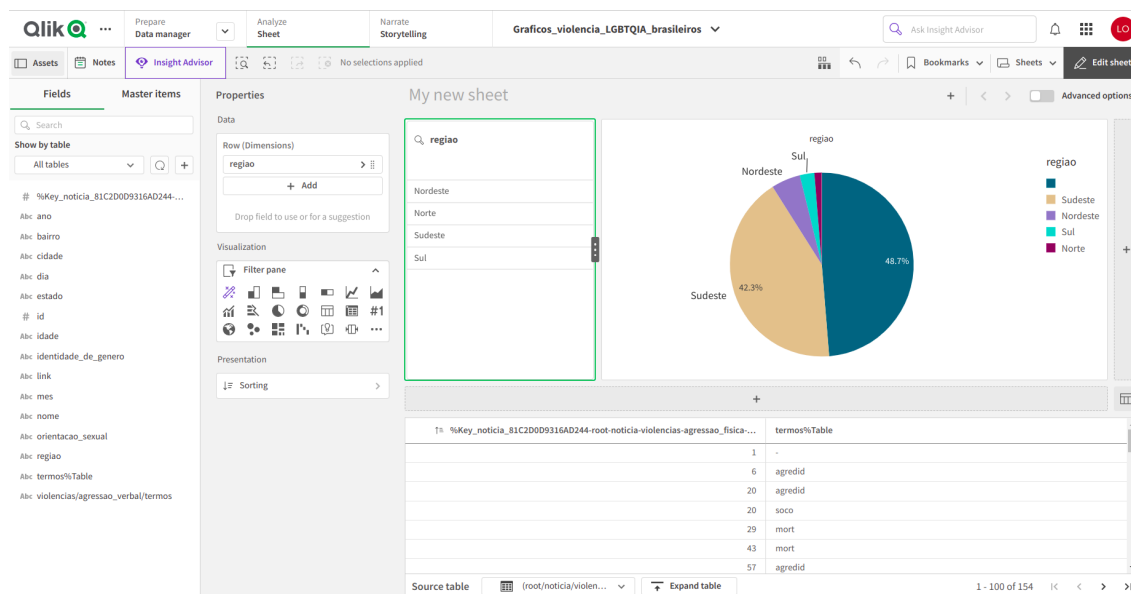 Qlik
Prepare
Data manager
Analyze
Sheet
Narrate
Storytelling
Graficos_violencia_LGBTQIA_brasileiros
Ask Insight Advisor
LO
Assets
Notes
Insight Advisor
No selections applied
Bookmarks
Sheets
Edit sheet
Fields
Master items
Search
Show by table
All tables
# %Key_noticia_81C2D0D9316AD244-...
Abc ano
Abc bairro
Abc cidade
Abc dia
Abc estado
# id
Abc idade
Abc identidade_de_genero
Abc link
Abc mes
Abc nome
Abc orientacao_sexual
Abc regiao
Abc termos%Table
Abc violencias/agressao_verbal/termos
Properties
Data
Row (Dimensions)
regiao
+ Add
Drop field to use or for a suggestion
Visualization
Filter pane
#1
Presentation
Sorting
My new sheet
Advanced options
regiao
Nordeste
Norte
Sudeste
Sul
regiao
Sul
Nordeste
48.7%
42.3%
Sudeste
regiao
Sudeste
Nordeste
Sul
Norte
%Key_noticia_81C2D0D9316AD244-root-noticia-violencias-agressao_fisica-... termos%Table
1 -
6 agredid
20 agredid
20 soco
29 mort
43 mort
57 agredid
Source table
(root/noticia/violen...
Expand table
1 - 100 of 154